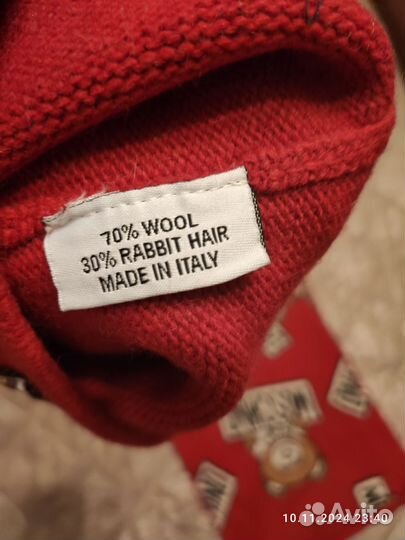 70% WOOL
30% RABBIT HAIR
MADE IN ITALY
Avito
10.11.2024 23:40